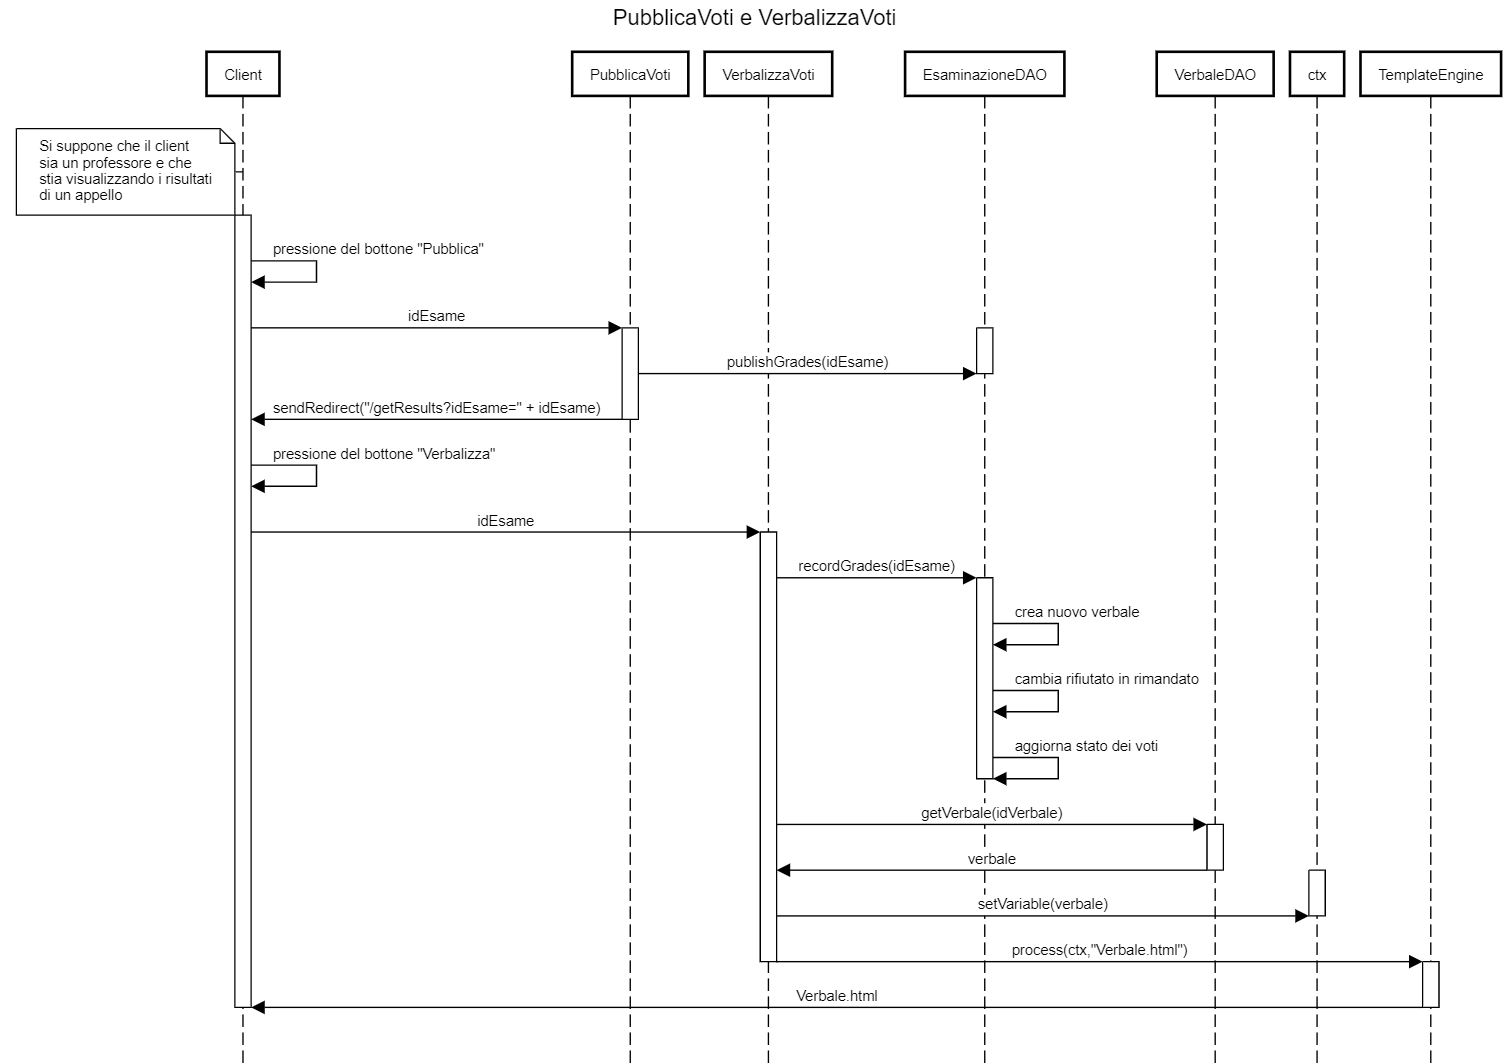 PubblicaVoti e VerbalizzaVoti
Client
PubblicaVoti
VerbalizzaVoti
EsaminazioneDAO
VerbaleDAO
ctx
TemplateEngine
Si suppone che il client
sia un professore e che
stia visualizzando i risultati
di un appello
pressione del bottone "Pubblica"
idEsame
publishGrades(idEsame)
sendRedirect("/getResults?idEsame=" + idEsame)
pressione del bottone "Verbalizza"
idEsame
recordGrades(idEsame)
crea nuovo verbale
cambia rifiutato in rimandato
aggiorna stato dei voti
getVerbale(idVerbale)
verbale
setVariable(verbale)
process(ctx,"Verbale.html")
Verbale.html